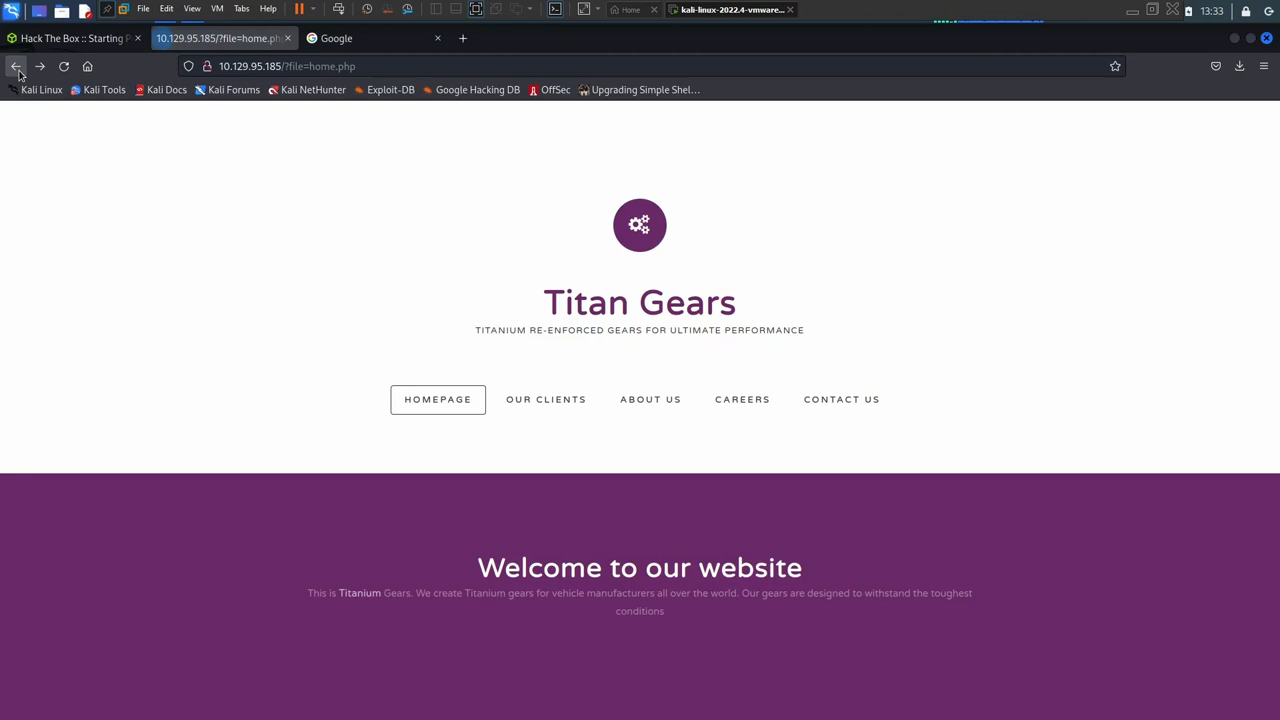 File Edit View VM Tabs Help Home kali-linux-2022.4-vmware... 13:33
Hack The Box :: Starting P 10.129.95.185/?file=home.ph Google
10.129.95.185/?file=home.php
Kali Linux Kali Tools Kali Docs Kali Forums Kali NetHunter Exploit-DB Google Hacking DB OffSec Upgrading Simple Shel...
Titan Gears
TITANIUM RE-ENFORCED GEARS FOR ULTIMATE PERFORMANCE
HOMEPAGE OUR CLIENTS ABOUT US CAREERS CONTACT US
Welcome to our website
This is Titanium Gears. We create Titanium gears for vehicle manufacturers all over the world. Our gears are designed to withstand the toughest
conditions